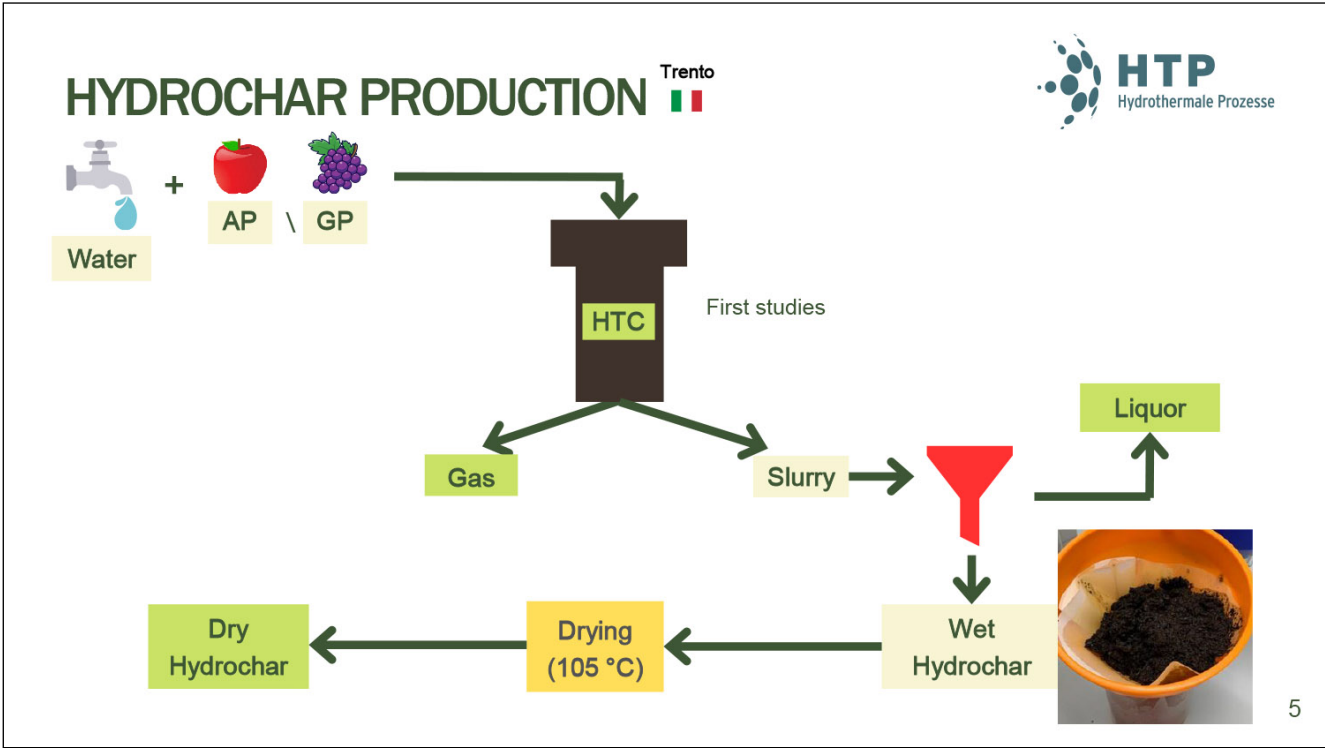 Trento
HYDROCHAR PRODUCTION
HTP
Hydrothermale Prozesse
+
AP \ GP
Water
HTC
First studies
Liquor
Gas
Slurry
Dry
Hydrochar
Drying
(105 °C)
Wet
Hydrochar
5